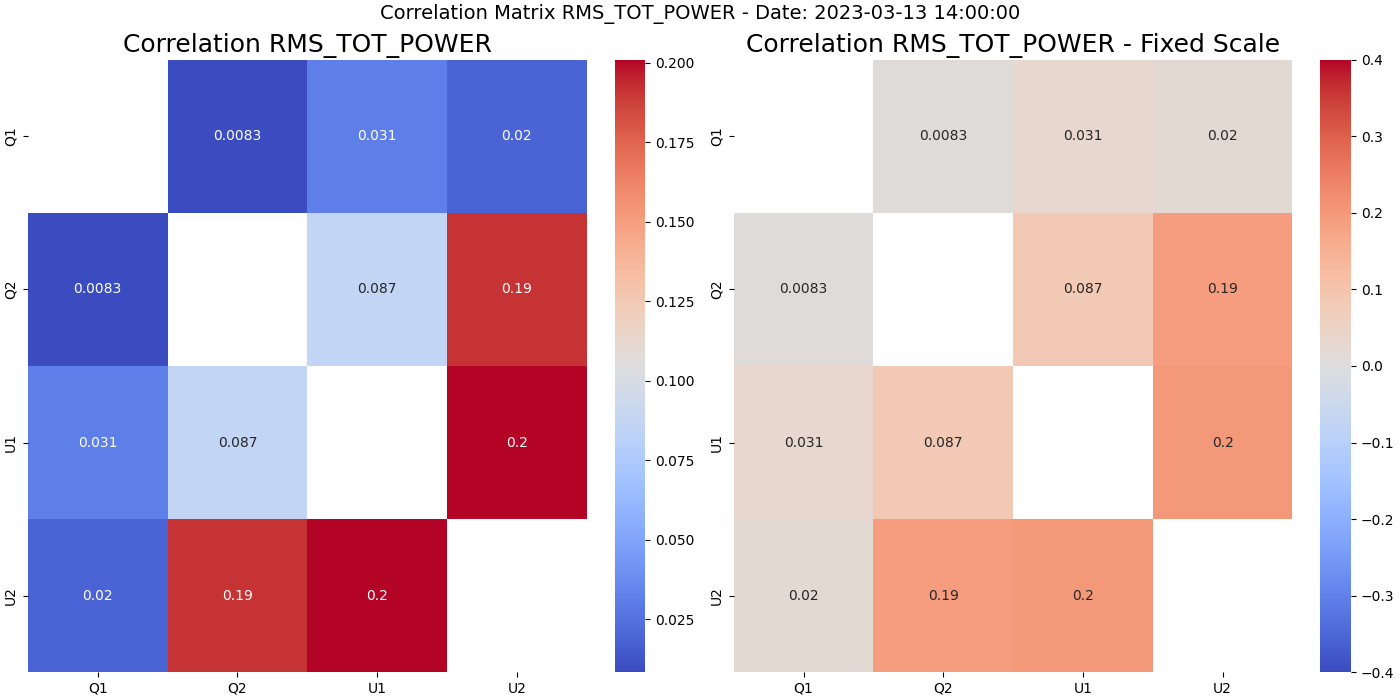 Correlation Matrix RMS_TOT_POWER - Date: 2023-03-13 14:00:00
Correlation RMS_TOT_POWER
Q1
0.0083 0.031 0.02
Q2
0.0083 0.087 0.19
U1
0.031 0.087 0.2
U2
0.02 0.19 0.2
Q1 Q2 U1 U2
0.200
0.175
0.150
0.125
0.100
0.075
0.050
0.025
Correlation RMS_TOT_POWER - Fixed Scale
Q1
0.0083 0.031 0.02
Q2
0.0083 0.087 0.19
U1
0.031 0.087 0.2
U2
0.02 0.19 0.2
Q1 Q2 U1 U2
0.4
0.3
0.2
0.1
0.0
−0.1
−0.2
−0.3
−0.4